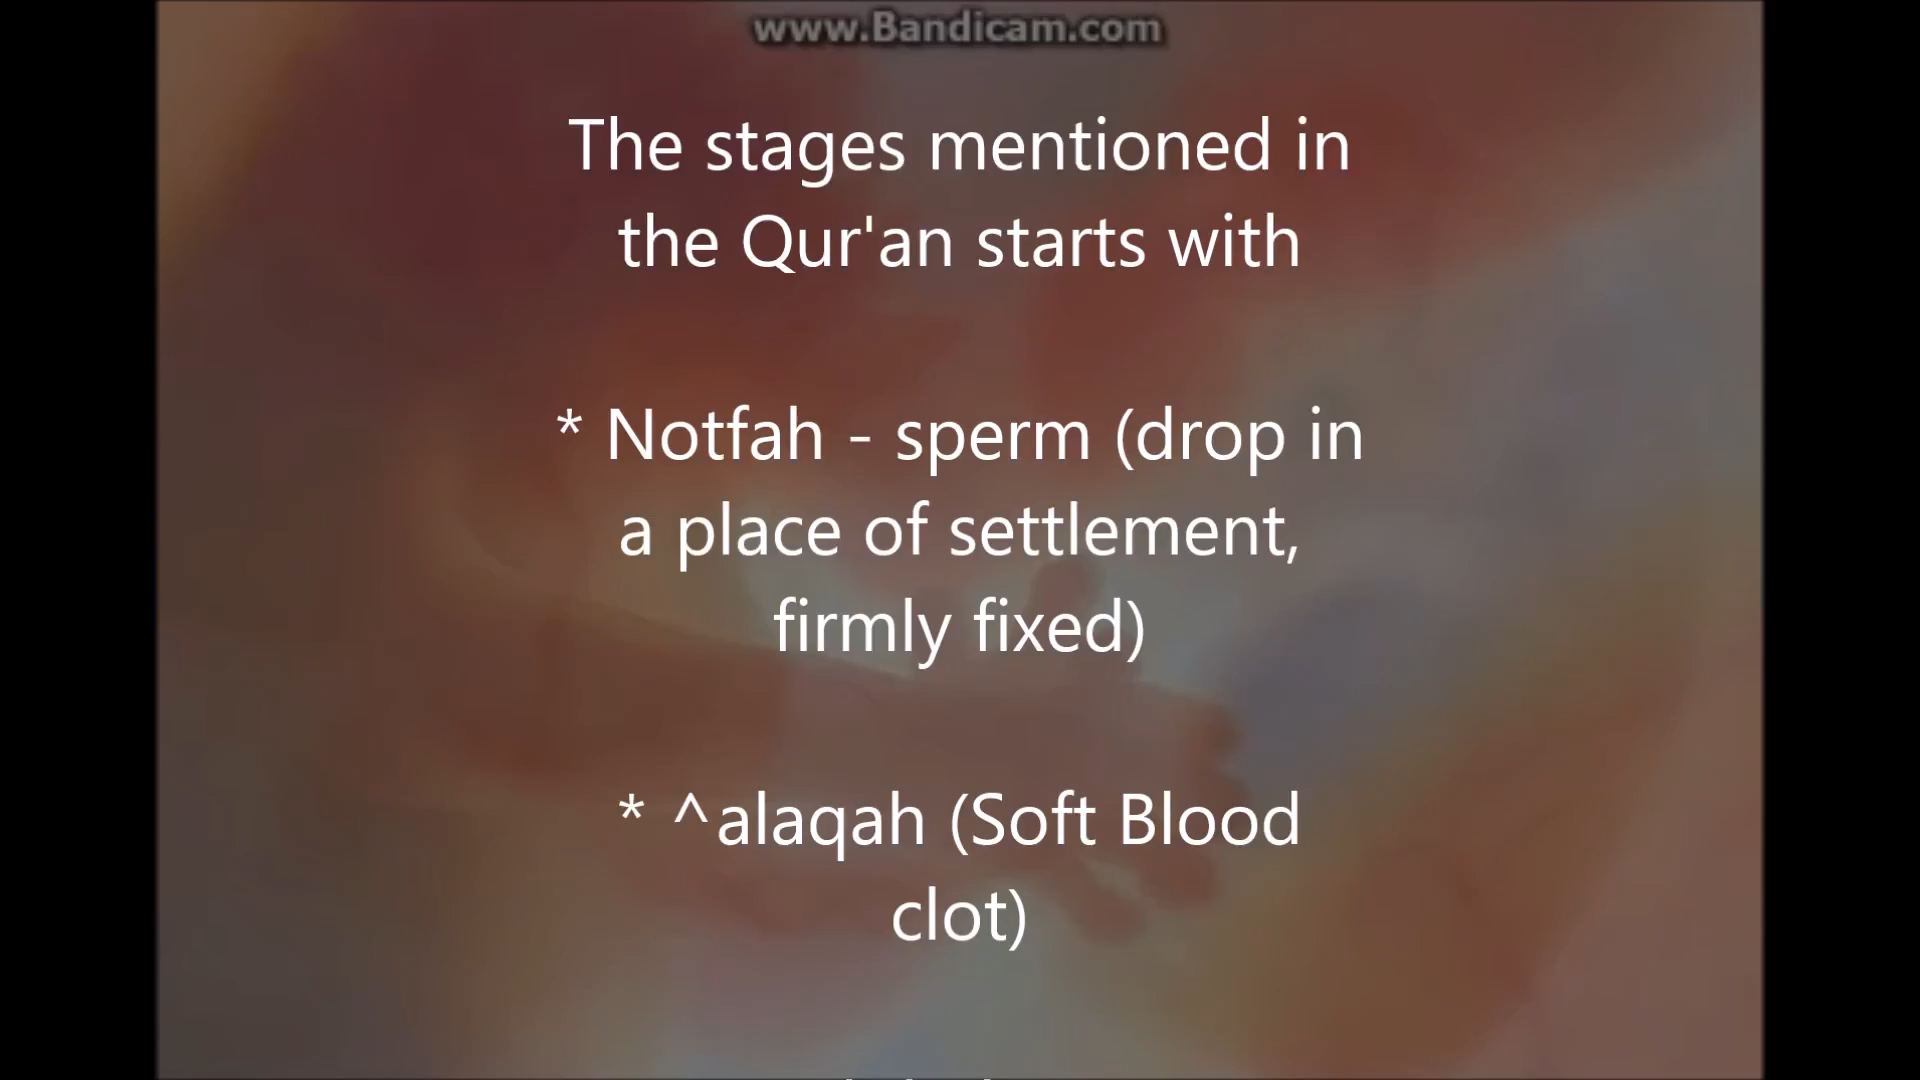 www.Bandicam.com
The stages mentioned in
the Qur'an starts with
* Notfah - sperm (drop in
a place of settlement,
firmly fixed)
* ^alaqah (Soft Blood
clot)